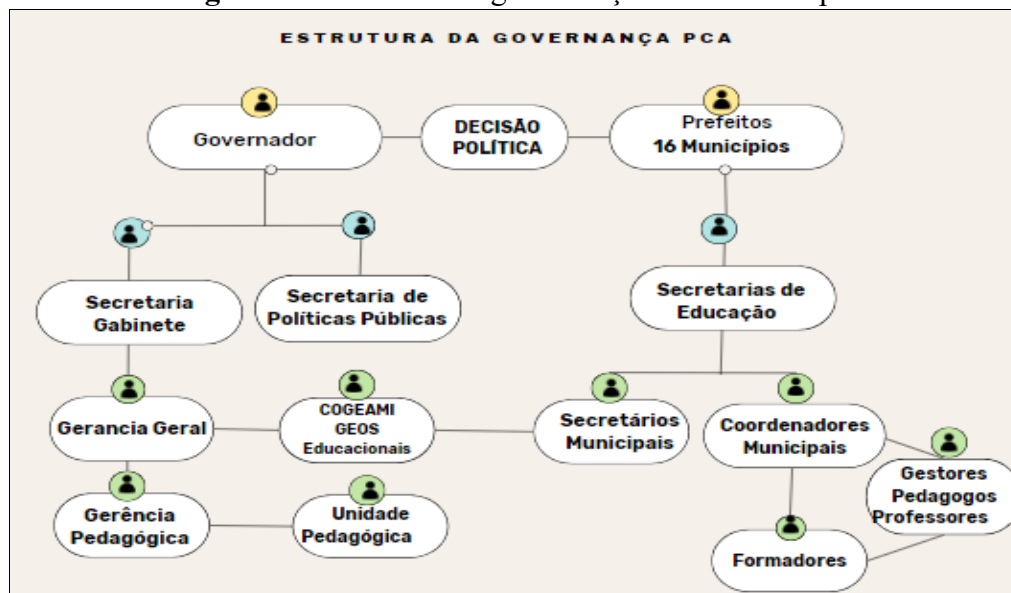 ESTRUTURA DA GOVERNANÇA PCA
Governador
DECISÃO
POLÍTICA
Prefeitos
16 Municípios
Secretaria
Gabinete
Secretaria de
Políticas Públicas
Secretarias de
Educação
Gerancia Geral
COGEAMI
GEOS
Educacionais
Secretários
Municipais
Coordenadores
Municipais
Gestores
Pedagogos
Professores
Gerência
Pedagógica
Unidade
Pedagógica
Formadores